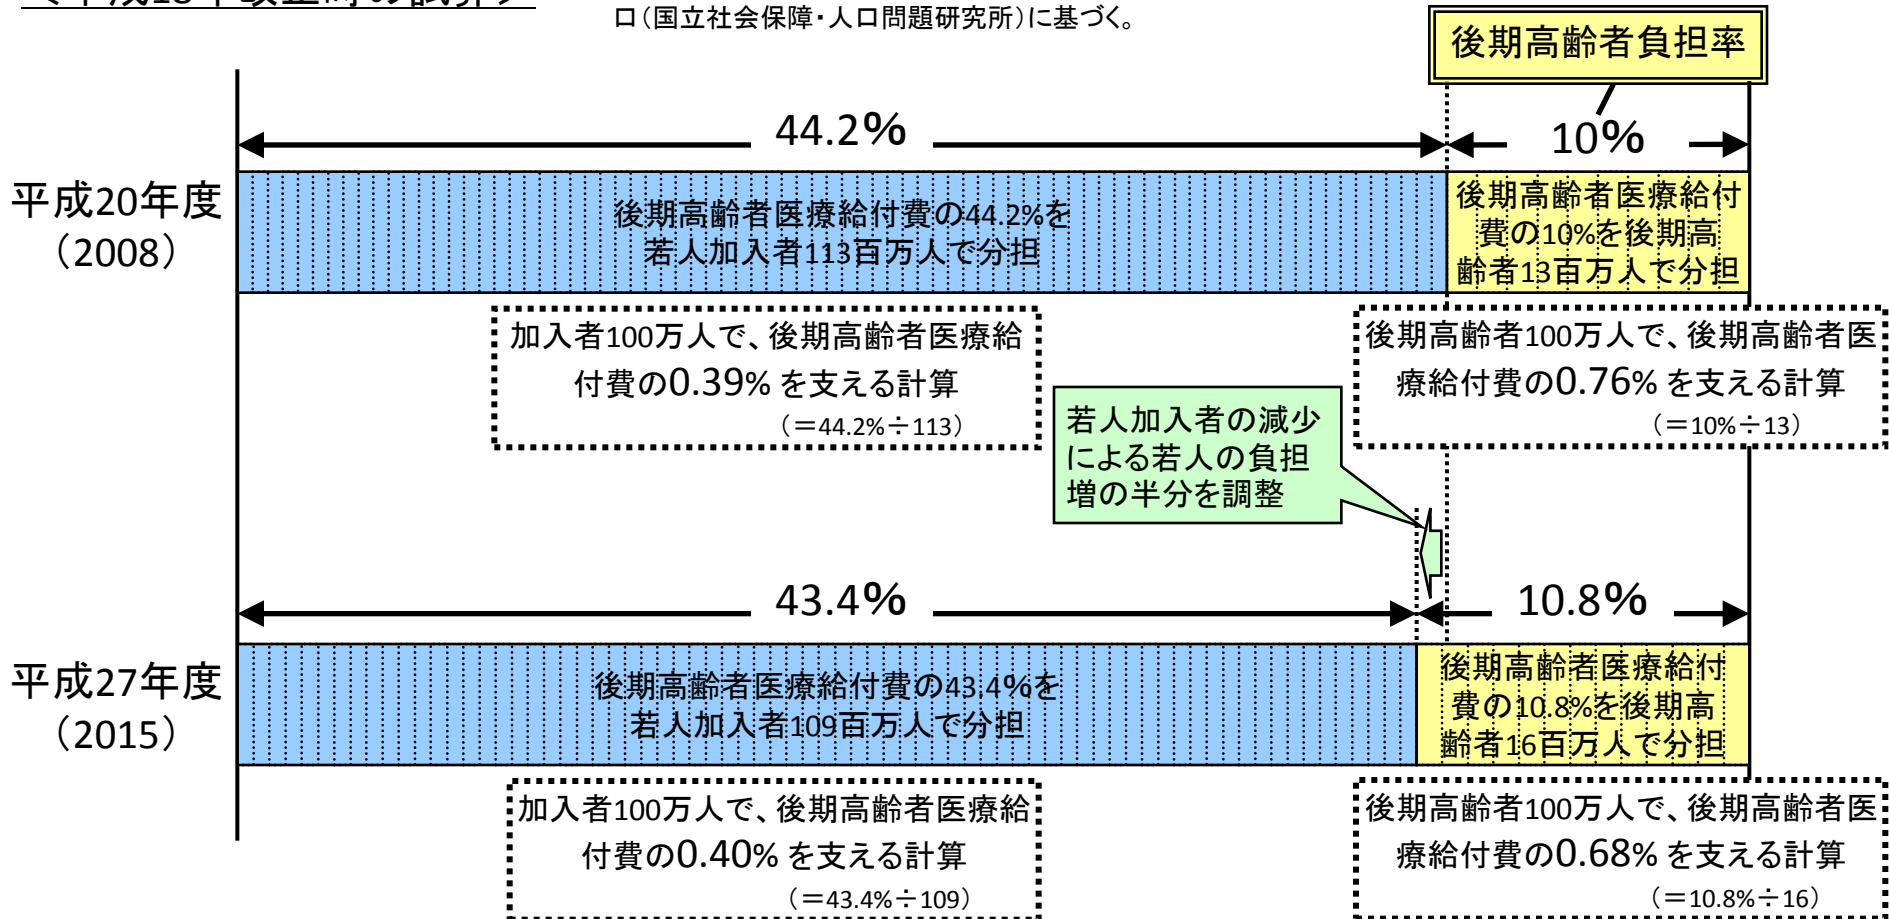 口（国立社会保障・人口問題研究所）に基づく。
後期高齢者負担率
44.2%
10%
平成20年度
（2008）
後期高齢者医療給付費の44.2%を
若人加入者113百万人で分担
後期高齢者医療給付
費の10%を後期高
齢者13百万人で分担
加入者100万人で、後期高齢者医療給
付費の0.39% を支える計算
（＝44.2%÷113）
後期高齢者100万人で、後期高齢者医
療給付費の0.76% を支える計算
（＝10%÷13）
若人加入者の減少
による若人の負担
増の半分を調整
43.4%
10.8%
平成27年度
（2015）
後期高齢者医療給付費の43.4%を
若人加入者109百万人で分担
後期高齢者医療給付
費の10.8%を後期高
齢者16百万人で分担
加入者100万人で、後期高齢者医療給
付費の0.40% を支える計算
（＝43.4%÷109）
後期高齢者100万人で、後期高齢者医
療給付費の0.68% を支える計算
（＝10.8%÷16）